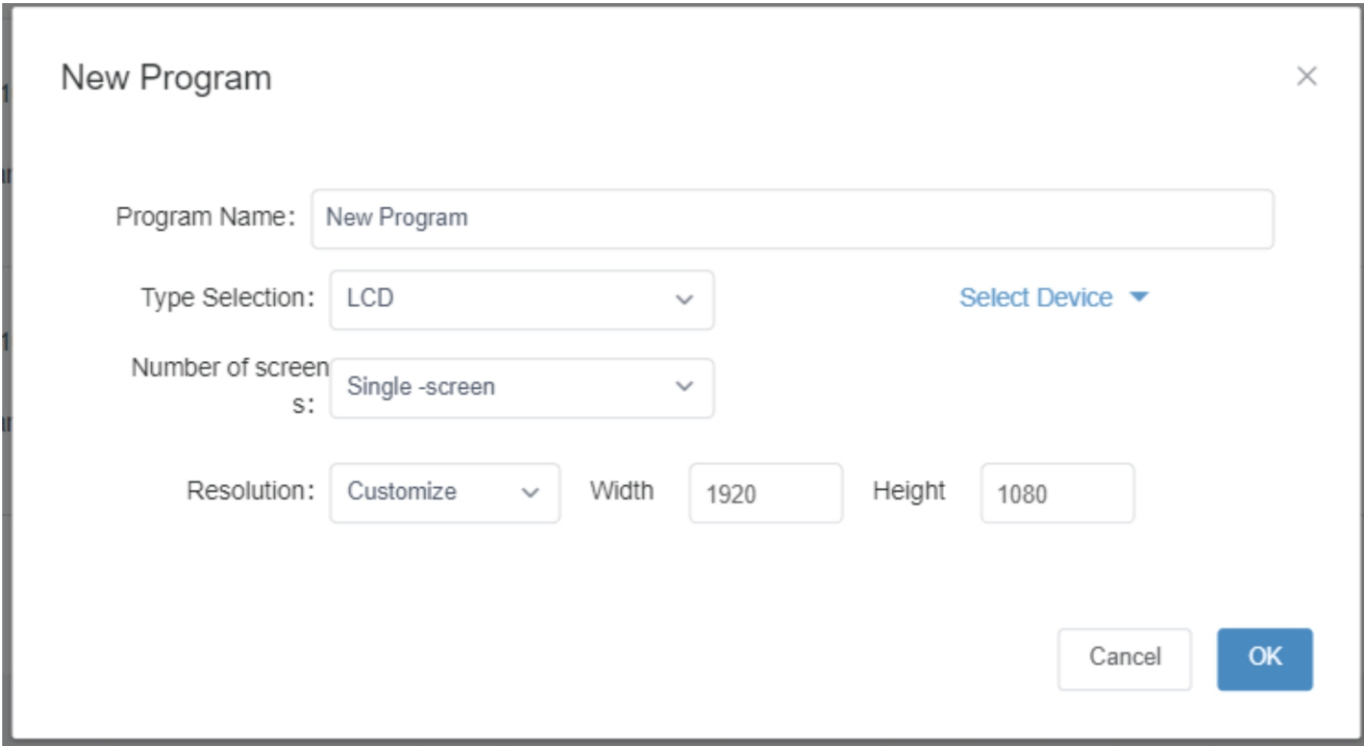 New Program
Program Name: New Program
Type Selection: LCD Select Device
Number of screen
s: Single -screen
Resolution: Customize Width 1920 Height 1080
Cancel OK